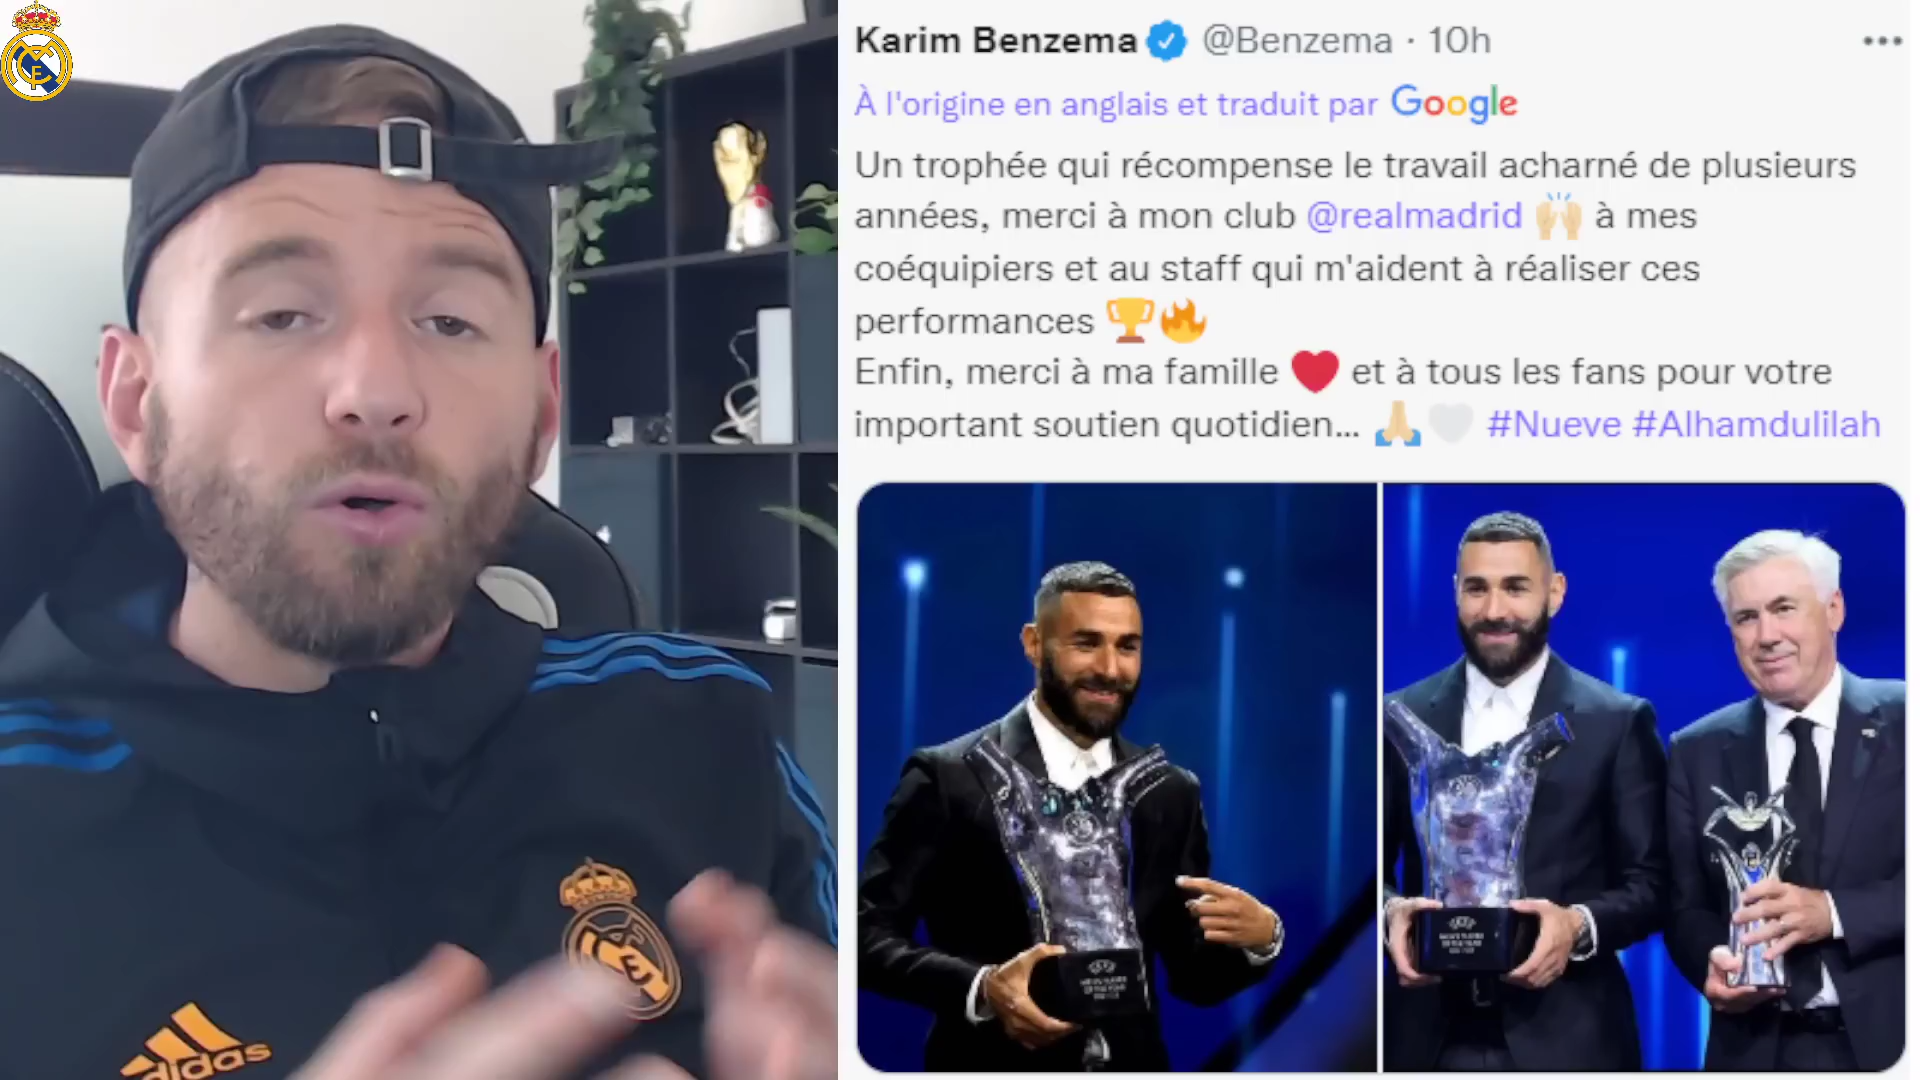 Karim Benzema @Benzema · 10h
À l'origine en anglais et traduit par Google
Un trophée qui récompense le travail acharné de plusieurs
années, merci à mon club @realmadrid 🙌🏼 à mes
coéquipiers et au staff qui m'aident à réaliser ces
performances 🏆🔥
Enfin, merci à ma famille ❤️ et à tous les fans pour votre
important soutien quotidien... 🙏🏼🤍 #Nueve #Alhamdulilah
adidas